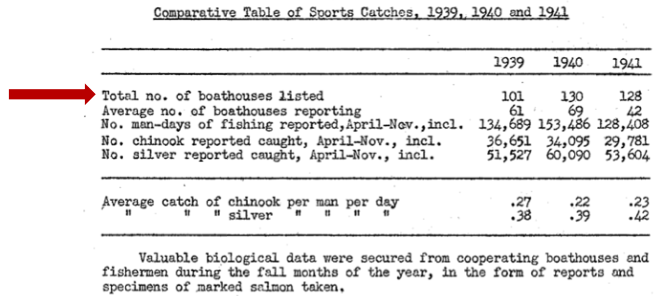 Comparative Table of Sports Catches, 1939, 1940 and 1941
1939 1940 1941
Total no. of boathouses listed 101 130 128
Average no. of boathouses reporting 61 69 42
No. man-days of fishing reported,April-Nov.,incl. 134,689 153,486 128,408
No. chinook reported caught, April-Nov., incl. 36,651 34,095 29,781
No. silver reported caught, April-Nov., incl. 51,527 60,090 53,604
Average catch of chinook per man per day .27 .22 .23
" " " silver " " " " .38 .39 .42
Valuable biological data were secured from cooperating boathouses and
fishermen during the fall months of the year, in the form of reports and
specimens of marked salmon taken.